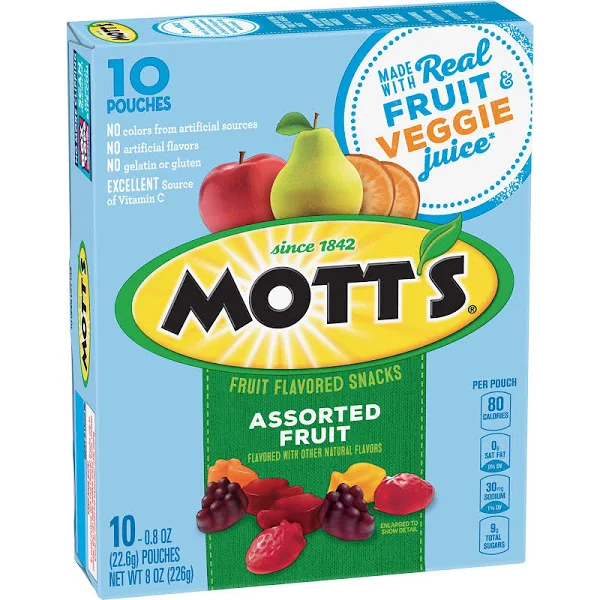 10
POUCHES
NO colors from artificial sources
NO artificial flavors
NO gelatin or gluten
EXCELLENT Source
of Vitamin C
MADE
WITH Real
FRUIT &
VEGGIE
juice*
since 1842
MOTT'S®
FRUIT FLAVORED SNACKS
ASSORTED
FRUIT
FLAVORED WITH OTHER NATURAL FLAVORS
PER POUCH
80
CALORIES
0g
SAT FAT
0% DV
30mg
SODIUM
1% DV
9g
TOTAL
SUGARS
ENLARGED TO
SHOW DETAIL
10 - 0.8 OZ
(22.6g) POUCHES
NET WT 8 OZ (226g)
MOTT'S
MOTT'S